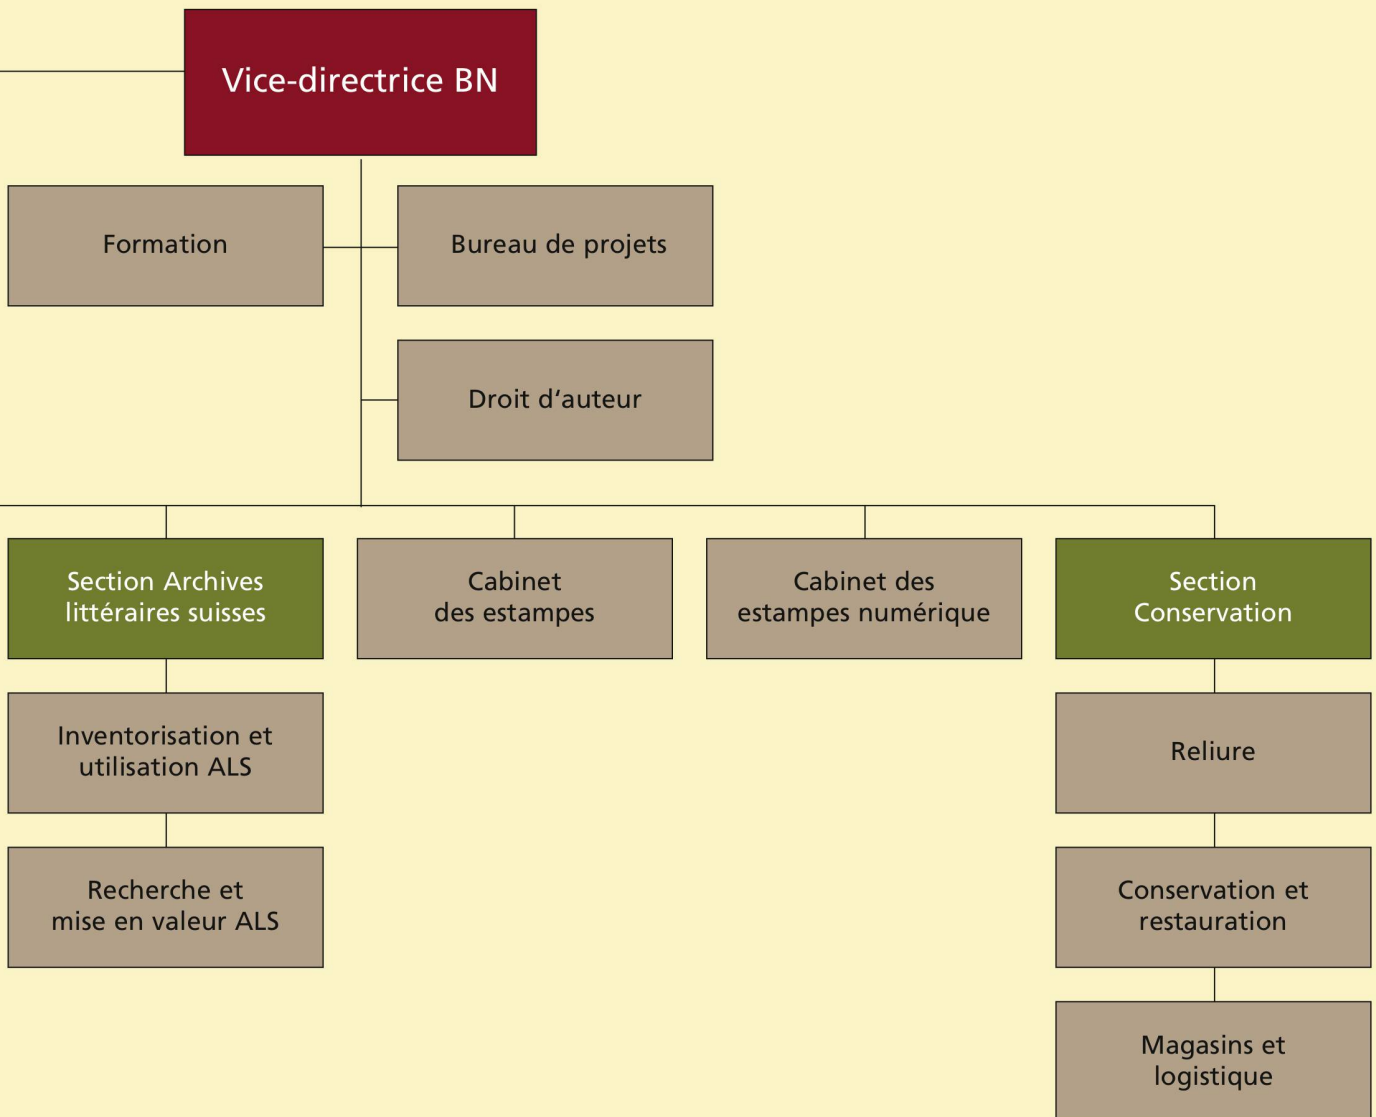 Vice-directrice BN
Formation
Bureau de projets
Droit d‘auteur
Section Archives
littéraires suisses
Cabinet
des estampes
Cabinet des
estampes numérique
Section
Conservation
Inventorisation et
utilisation ALS
Reliure
Recherche et
mise en valeur ALS
Conservation et
restauration
Magasins et
logistique